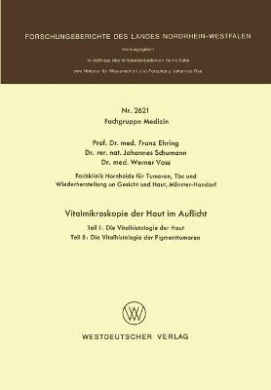 FORSCHUNGSBERICHTE DES LANDES NORDRHEIN-WESTFALEN
Herausgegeben
im Auftrage des Ministerpräsidenten Heinz Kühn
vom Minister für Wissenschaft und Forschung Johannes Rau
Nr. 2621
Fachgruppe Medizin
Prof. Dr. med. Franz Ehring
Dr. rer. nat. Johannes Schumann
Dr. med. Werner Voss
Fachklinik Hornheide für Tumoren, Tbc und
Wiederherstellung an Gesicht und Haut, Münster-Handorf
Vitalmikroskopie der Haut im Auflicht
Teil I: Die Vitalhistologie der Haut
Teil II: Die Vitalhistologie der Pigmenttumoren
WESTDEUTSCHER VERLAG